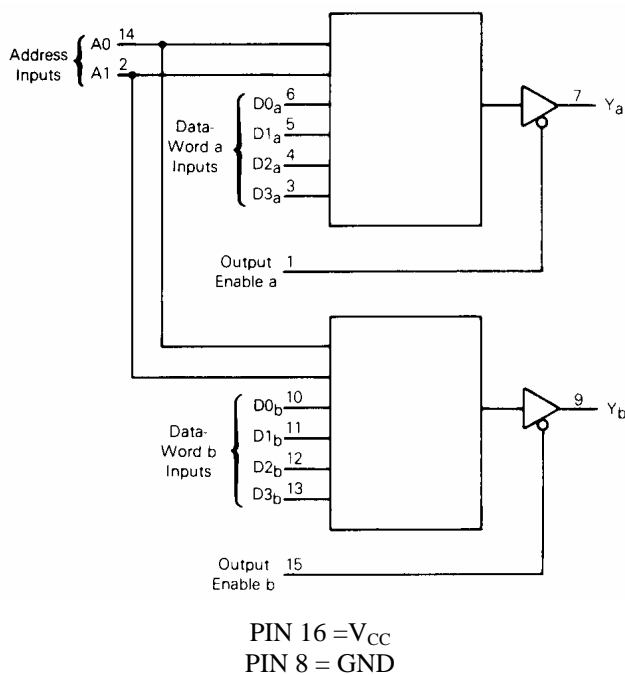 Address
Inputs
A0 14
A1 2
Data-
Word a
Inputs
D0a 6
D1a 5
D2a 4
D3a 3
7 Ya
Output
Enable a
1
Data-
Word b
Inputs
D0b 10
D1b 11
D2b 12
D3b 13
9 Yb
Output
Enable b
15
PIN 16 =VCC
PIN 8 = GND